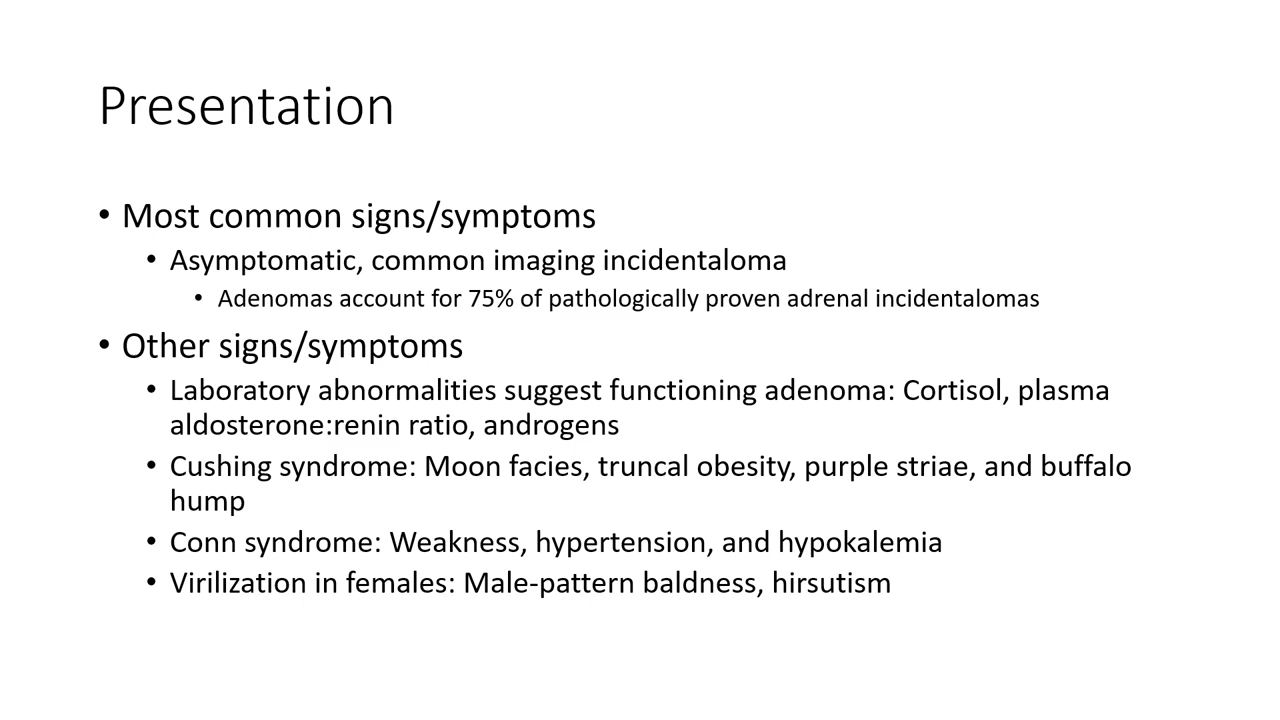 Presentation
• Most common signs/symptoms
• Asymptomatic, common imaging incidentaloma
• Adenomas account for 75% of pathologically proven adrenal incidentalomas
• Other signs/symptoms
• Laboratory abnormalities suggest functioning adenoma: Cortisol, plasma
aldosterone:renin ratio, androgens
• Cushing syndrome: Moon facies, truncal obesity, purple striae, and buffalo
hump
• Conn syndrome: Weakness, hypertension, and hypokalemia
• Virilization in females: Male-pattern baldness, hirsutism